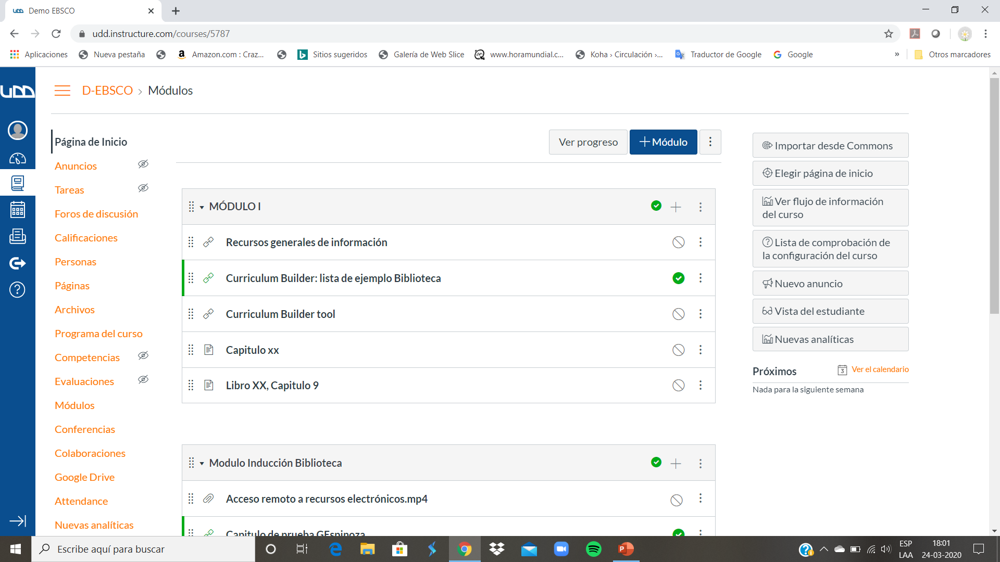 Demo EBSCO
udd.instructure.com/courses/5787
Aplicaciones
Nueva pestaña
Amazon.com : Craz...
Sitios sugeridos
Galería de Web Slice
www.horamundial.c...
Koha › Circulación ›...
Traductor de Google
Google
»
Otros marcadores
UDD
D-EBSCO › Módulos
Página de Inicio
Anuncios
Tareas
Foros de discusión
Calificaciones
Personas
Páginas
Archivos
Programa del curso
Competencias
Evaluaciones
Módulos
Conferencias
Colaboraciones
Google Drive
Attendance
Nuevas analíticas
Ver progreso
+ Módulo
MÓDULO I
Recursos generales de información
Curriculum Builder: lista de ejemplo Biblioteca
Curriculum Builder tool
Capitulo xx
Libro XX, Capitulo 9
Modulo Inducción Biblioteca
Acceso remoto a recursos electrónicos.mp4
Capitulo de prueba GEspinoza
Importar desde Commons
Elegir página de inicio
Ver flujo de información
del curso
Lista de comprobación de
la configuración del curso
Nuevo anuncio
Vista del estudiante
Nuevas analíticas
Próximos
3 Ver el calendario
Nada para la siguiente semana
Escribe aquí para buscar
ESP
LAA
18:01
24-03-2020